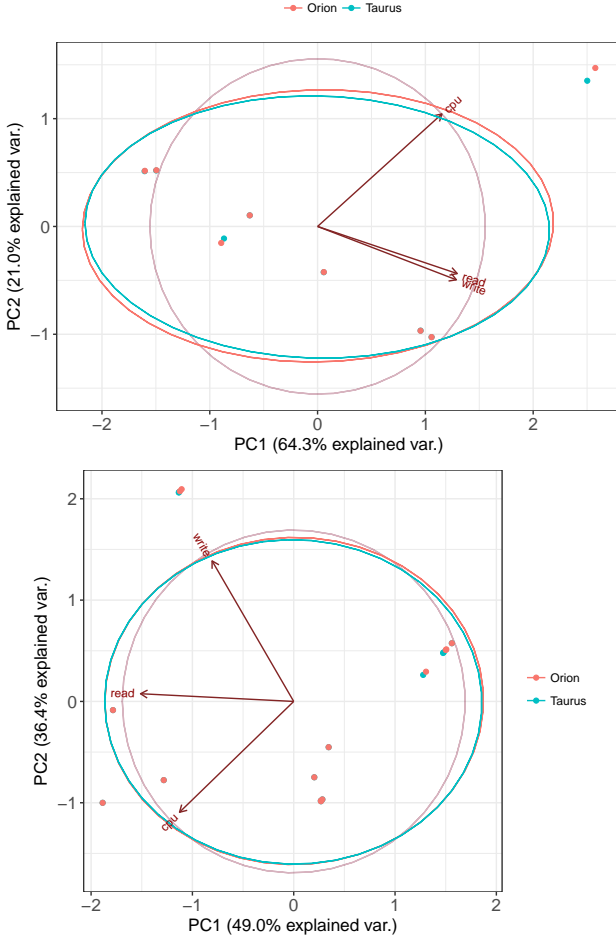 Orion Taurus
PC2 (21.0% explained var.)
1
0
−1
cpu
read
write
−2 −1 0 1 2
PC1 (64.3% explained var.)
PC2 (36.4% explained var.)
2
1
0
−1
write
read
cpu
Orion
Taurus
−2 −1 0 1 2
PC1 (49.0% explained var.)